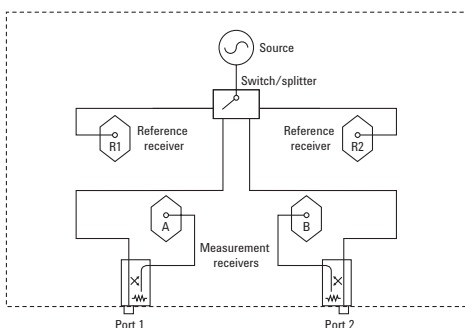 Source
Switch/splitter
Reference
receiver
R1
Reference
receiver
R2
A
B
Measurement
receivers
Port 1
Port 2